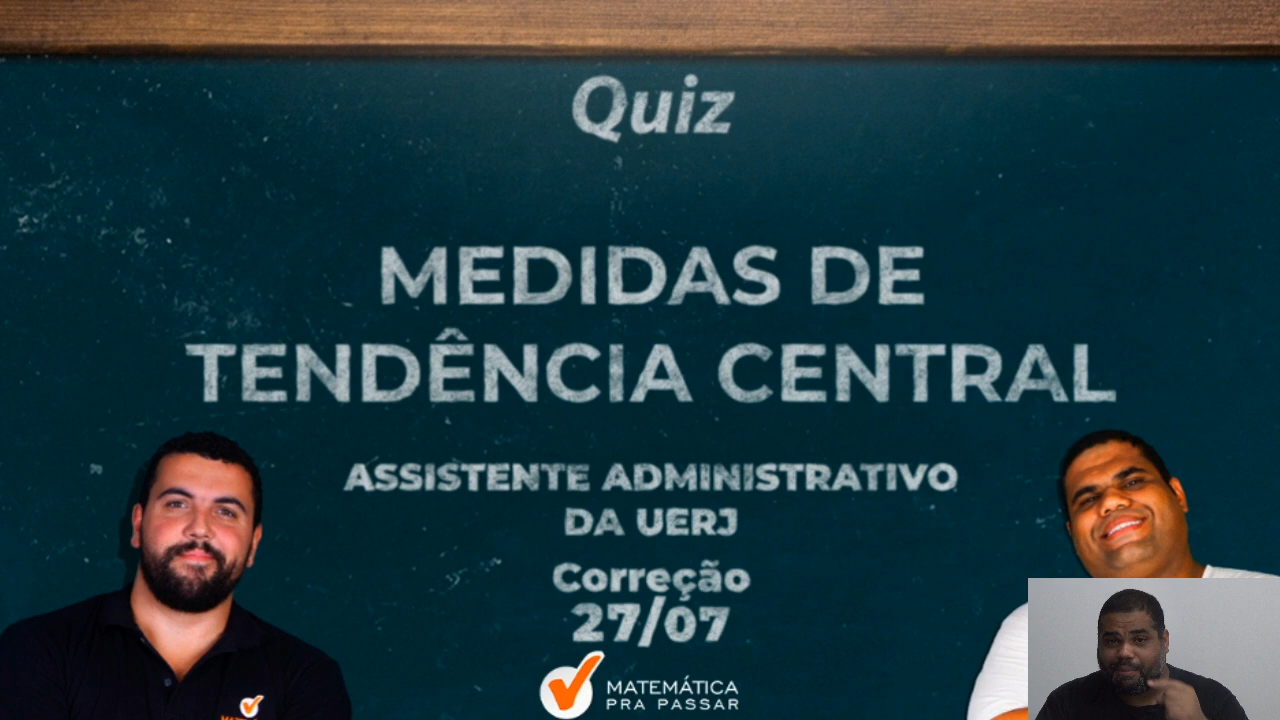 Quiz
MEDIDAS DE
TENDÊNCIA CENTRAL
ASSISTENTE ADMINISTRATIVO
DA UERJ
Correção
27/07
MATEMÁTICA
PRA PASSAR